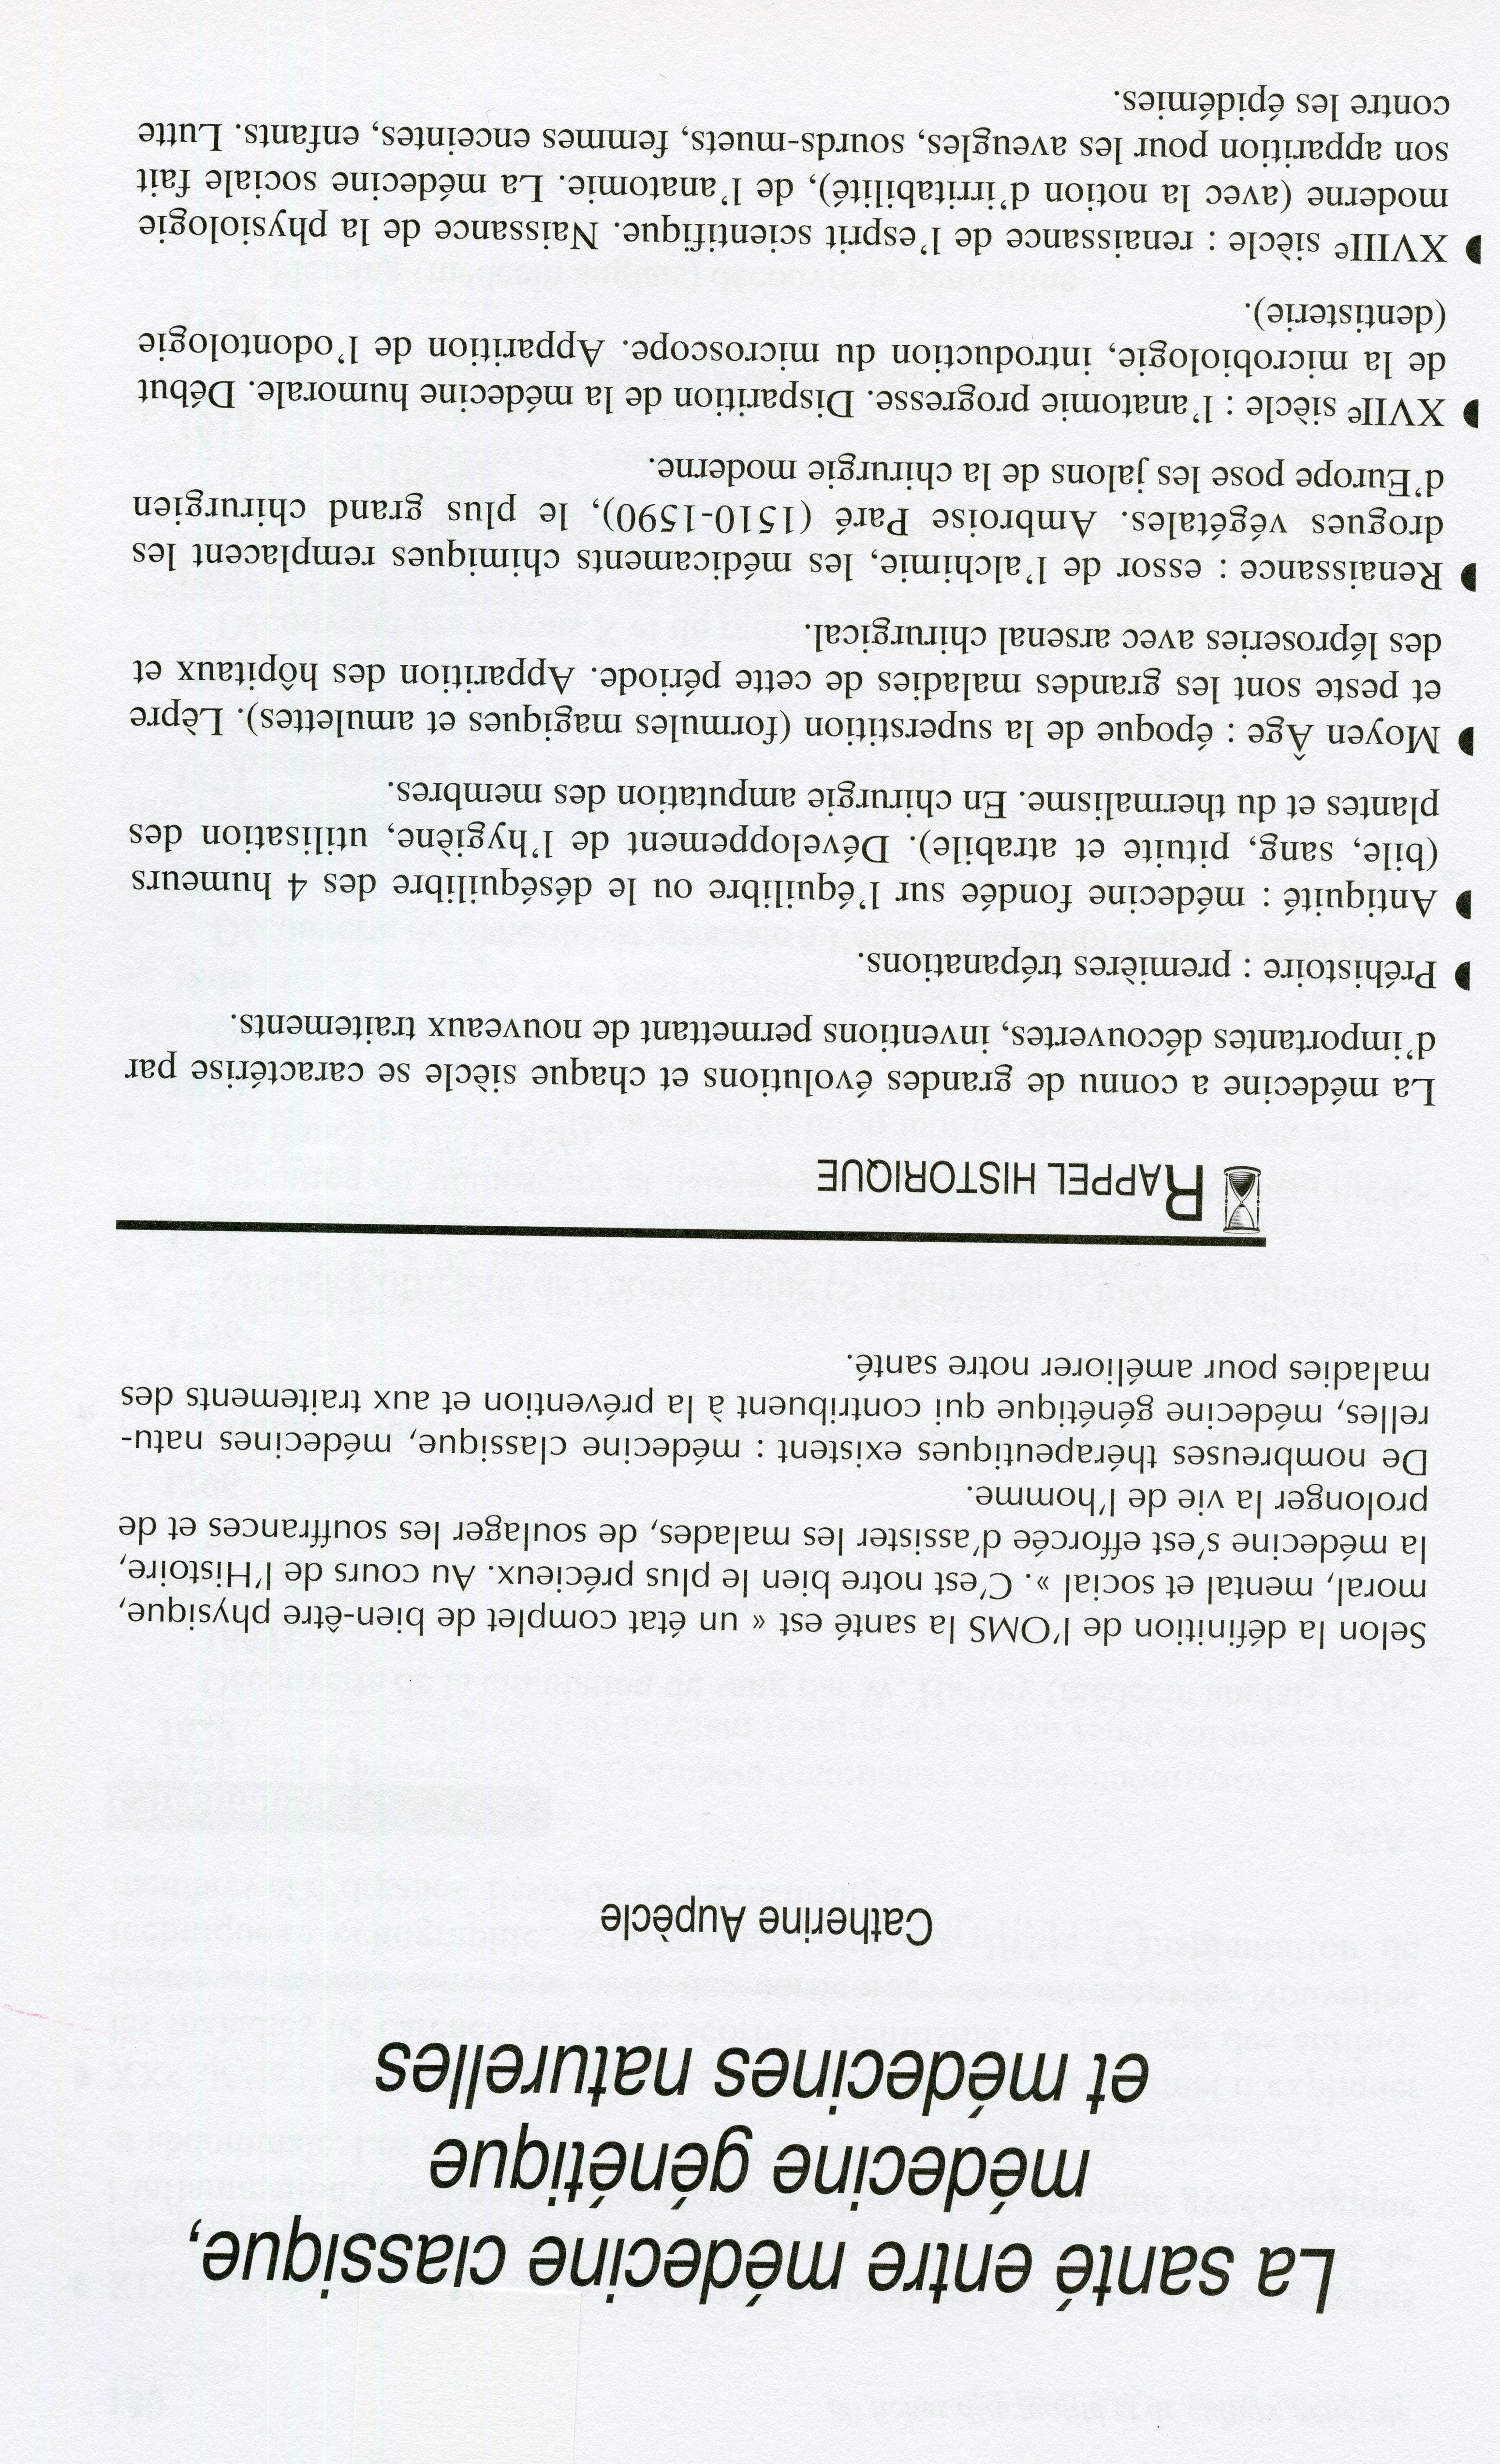 La santé entre médecine classique,
médecine génétique
et médecines naturelles
Catherine Aupècle
Selon la définition de l'OMS la santé est « un état complet de bien-être physique,
moral, mental et social ». C'est notre bien le plus précieux. Au cours de l'Histoire,
la médecine s'est efforcée d'assister les malades, de soulager les souffrances et de
prolonger la vie de l'homme.
De nombreuses thérapeutiques existent : médecine classique, médecines natu-
relles, médecine génétique qui contribuent à la prévention et aux traitements des
maladies pour améliorer notre santé.
RAPPEL HISTORIQUE
La médecine a connu de grandes évolutions et chaque siècle se caractérise par
d'importantes découvertes, inventions permettant de nouveaux traitements.
Préhistoire : premières trépanations.
Antiquité : médecine fondée sur l'équilibre ou le déséquilibre des 4 humeurs
(bile, sang, pituite et atrabile). Développement de l'hygiène, utilisation des
plantes et du thermalisme. En chirurgie amputation des membres.
Moyen Âge : époque de la superstition (formules magiques et amulettes). Lèpre
et peste sont les grandes maladies de cette période. Apparition des hôpitaux et
des léproseries avec arsenal chirurgical.
Renaissance : essor de l'alchimie, les médicaments chimiques remplacent les
drogues végétales. Ambroise Paré (1510-1590), le plus grand chirurgien
d'Europe pose les jalons de la chirurgie moderne.
XVIIe siècle : l'anatomie progresse. Disparition de la médecine humorale. Début
de la microbiologie, introduction du microscope. Apparition de l'odontologie
(dentisterie).
XVIIIe siècle : renaissance de l'esprit scientifique. Naissance de la physiologie
moderne (avec la notion d'irritabilité), de l'anatomie. La médecine sociale fait
son apparition pour les aveugles, sourds-muets, femmes enceintes, enfants. Lutte
contre les épidémies.